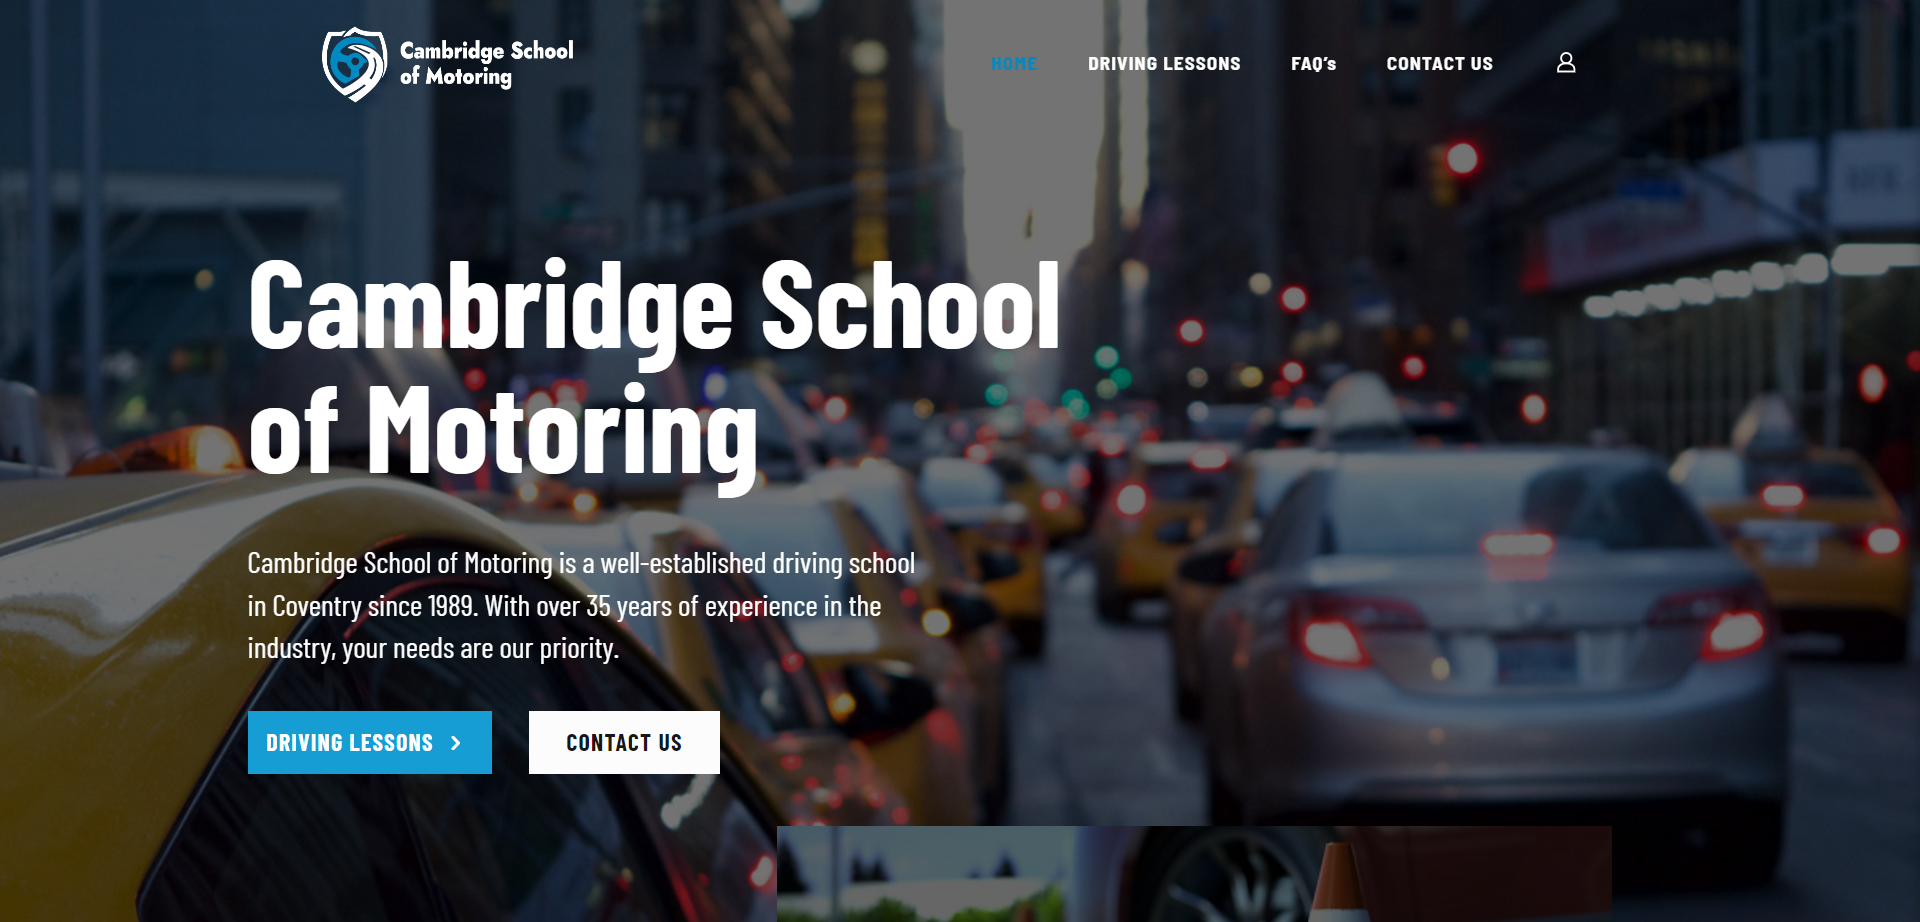 Cambridge School
of Motoring
HOME
DRIVING LESSONS
FAQ's
CONTACT US
Cambridge School
of Motoring
Cambridge School of Motoring is a well-established driving school
in Coventry since 1989. With over 35 years of experience in the
industry, your needs are our priority.
DRIVING LESSONS
CONTACT US